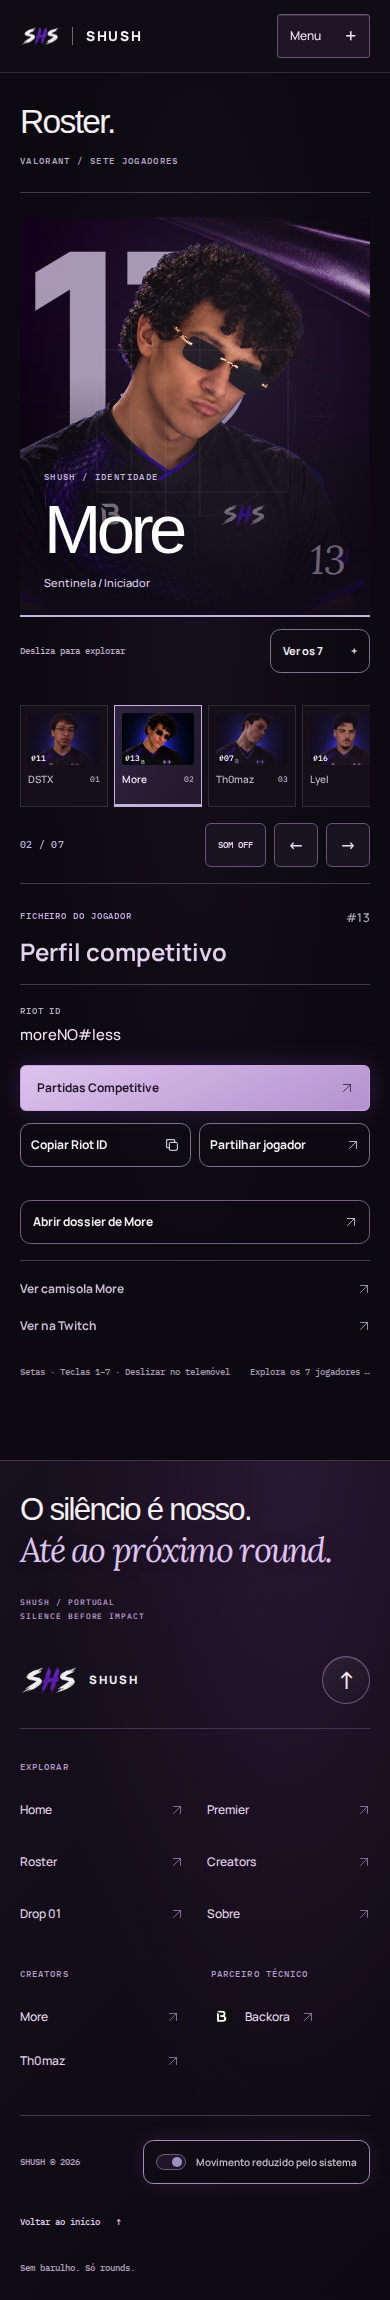 SHS SHUSH
Menu +
Roster.
VALORANT / SETE JOGADORES
13
SHUSH / IDENTIDADE
B SHS
More
13
Sentinela / Iniciador
Desliza para explorar
Ver os 7 +
#11 #13 #07 #16
DSTX 01 More 02 Th0maz 03 Lyel
02 / 07 SOM OFF ← →
FICHEIRO DO JOGADOR #13
Perfil competitivo
RIOT ID
moreNO#less
Partidas Competitive
Copiar Riot ID Partilhar jogador
Abrir dossier de More
Ver camisola More
Ver na Twitch
Setas · Teclas 1–7 · Deslizar no telemóvel Explora os 7 jogadores ↔
O silêncio é nosso.
Até ao próximo round.
SHUSH / PORTUGAL
SILENCE BEFORE IMPACT
SHS SHUSH ↑
EXPLORAR
Home ↗ Premier ↗
Roster ↗ Creators ↗
Drop 01 ↗ Sobre ↗
CREATORS PARCEIRO TÉCNICO
More ↗ B Backora ↗
Th0maz ↗
SHUSH © 2026 Movimento reduzido pelo sistema
Voltar ao início ↑
Sem barulho. Só rounds.